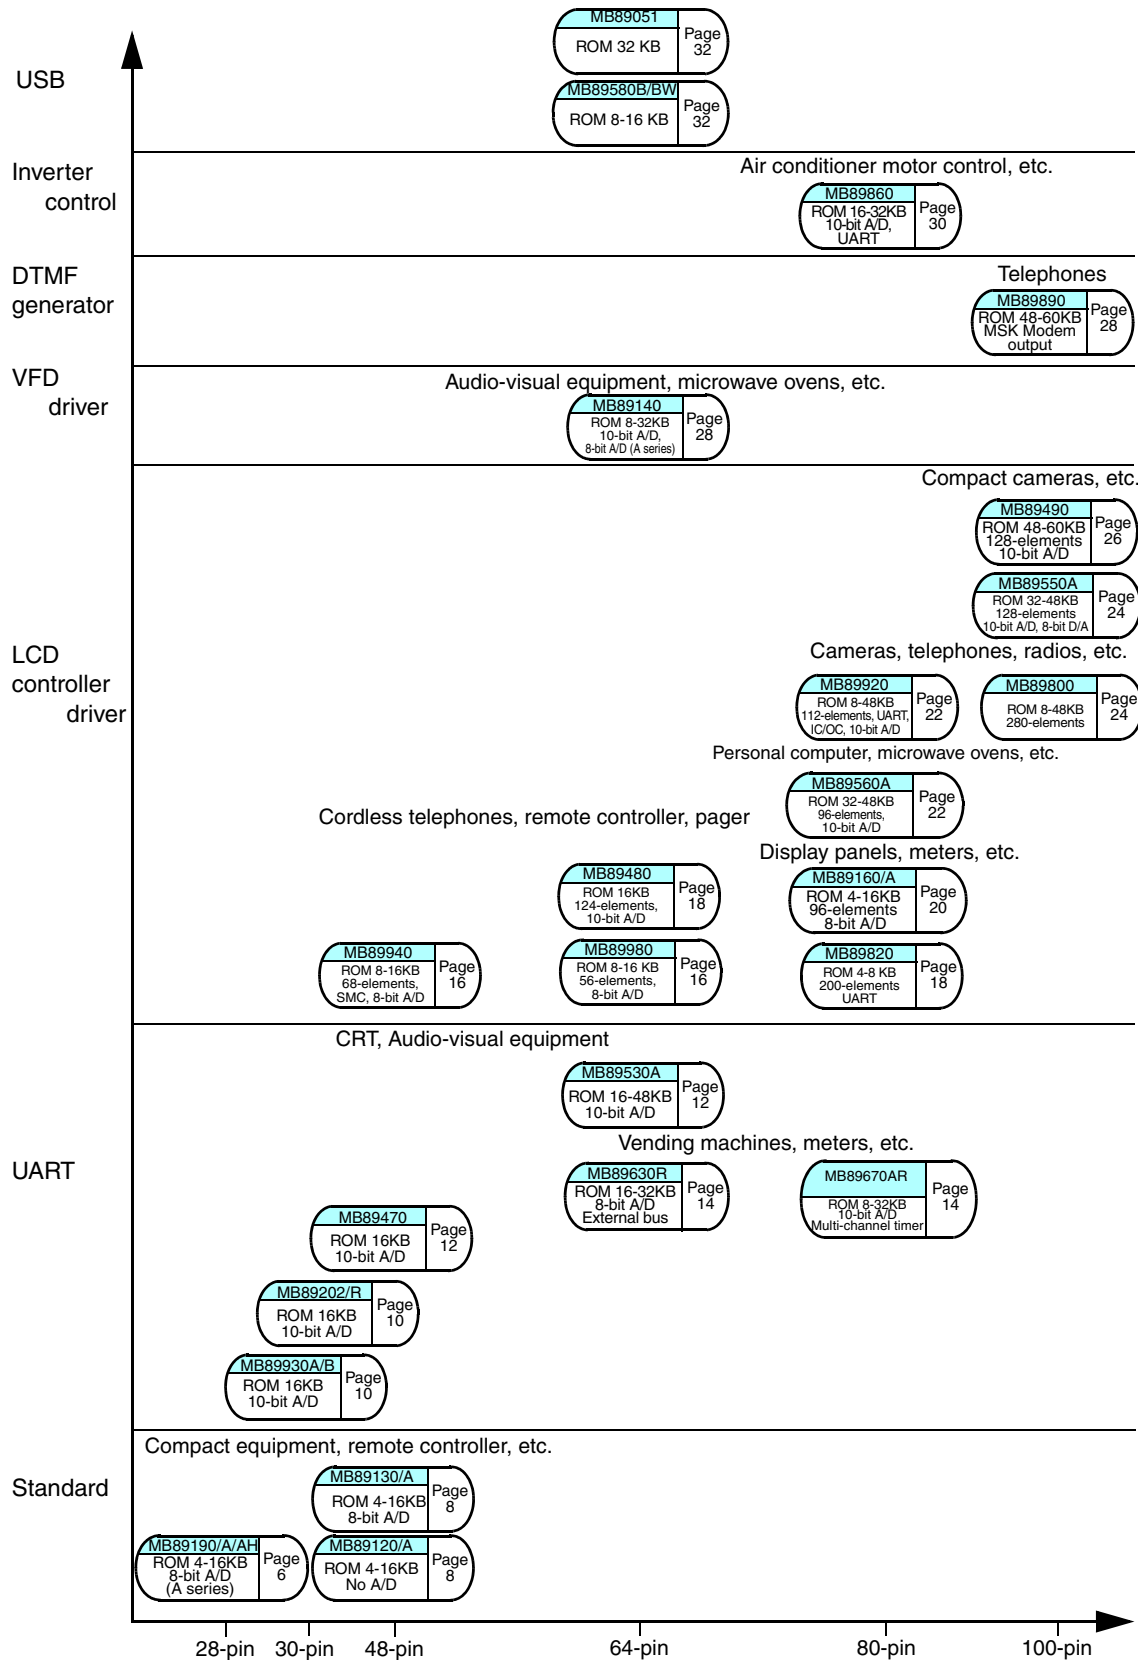 USB
MB89051
ROM 32 KB
Page
32
MB89580B/BW
ROM 8-16 KB
Page
32
Inverter
control
Air conditioner motor control, etc.
MB89860
ROM 16-32KB
10-bit A/D,
UART
Page
30
DTMF
generator
Telephones
MB89890
ROM 48-60KB
MSK Modem
output
Page
28
VFD
driver
Audio-visual equipment, microwave ovens, etc.
MB89140
ROM 8-32KB
10-bit A/D,
8-bit A/D (A series)
Page
28
LCD
controller
driver
Compact cameras, etc.
MB89490
ROM 48-60KB
128-elements
10-bit A/D
Page
26
MB89550A
ROM 32-48KB
128-elements
10-bit A/D, 8-bit D/A
Page
24
Cameras, telephones, radios, etc.
MB89920
ROM 8-48KB
112-elements, UART,
IC/OC, 10-bit A/D
Page
22
MB89800
ROM 8-48KB
280-elements
Page
24
Personal computer, microwave ovens, etc.
MB89560A
ROM 32-48KB
96-elements,
10-bit A/D
Page
22
Cordless telephones, remote controller, pager
Display panels, meters, etc.
MB89480
ROM 16KB
124-elements,
10-bit A/D
Page
18
MB89160/A
ROM 4-16KB
96-elements
8-bit A/D
Page
20
MB89940
ROM 8-16KB
68-elements,
SMC, 8-bit A/D
Page
16
MB89980
ROM 8-16 KB
56-elements,
8-bit A/D
Page
16
MB89820
ROM 4-8 KB
200-elements
UART
Page
18
UART
CRT, Audio-visual equipment
MB89530A
ROM 16-48KB
10-bit A/D
Page
12
Vending machines, meters, etc.
MB89630R
ROM 16-32KB
8-bit A/D
External bus
Page
14
MB89670AR
ROM 8-32KB
10-bit A/D
Multi-channel timer
Page
14
MB89470
ROM 16KB
10-bit A/D
Page
12
MB89202/R
ROM 16KB
10-bit A/D
Page
10
MB89930A/B
ROM 16KB
10-bit A/D
Page
10
Standard
Compact equipment, remote controller, etc.
MB89130/A
ROM 4-16KB
8-bit A/D
Page
8
MB89190/A/AH
ROM 4-16KB
8-bit A/D
(A series)
Page
6
MB89120/A
ROM 4-16KB
No A/D
Page
8
28-pin
30-pin
48-pin
64-pin
80-pin
100-pin